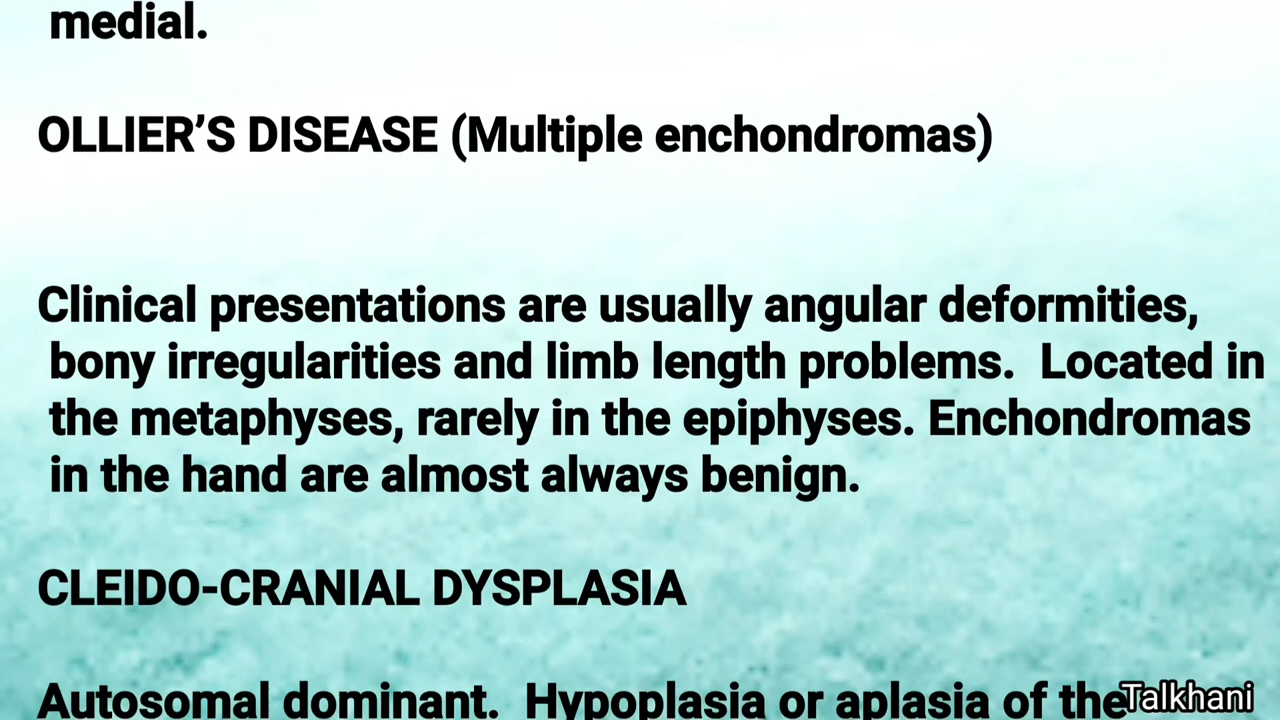 medial.
OLLIER’S DISEASE (Multiple enchondromas)
Clinical presentations are usually angular deformities,
bony irregularities and limb length problems.  Located in
the metaphyses, rarely in the epiphyses. Enchondromas
in the hand are almost always benign.
CLEIDO-CRANIAL DYSPLASIA
Autosomal dominant.  Hypoplasia or aplasia of the
Talkhani